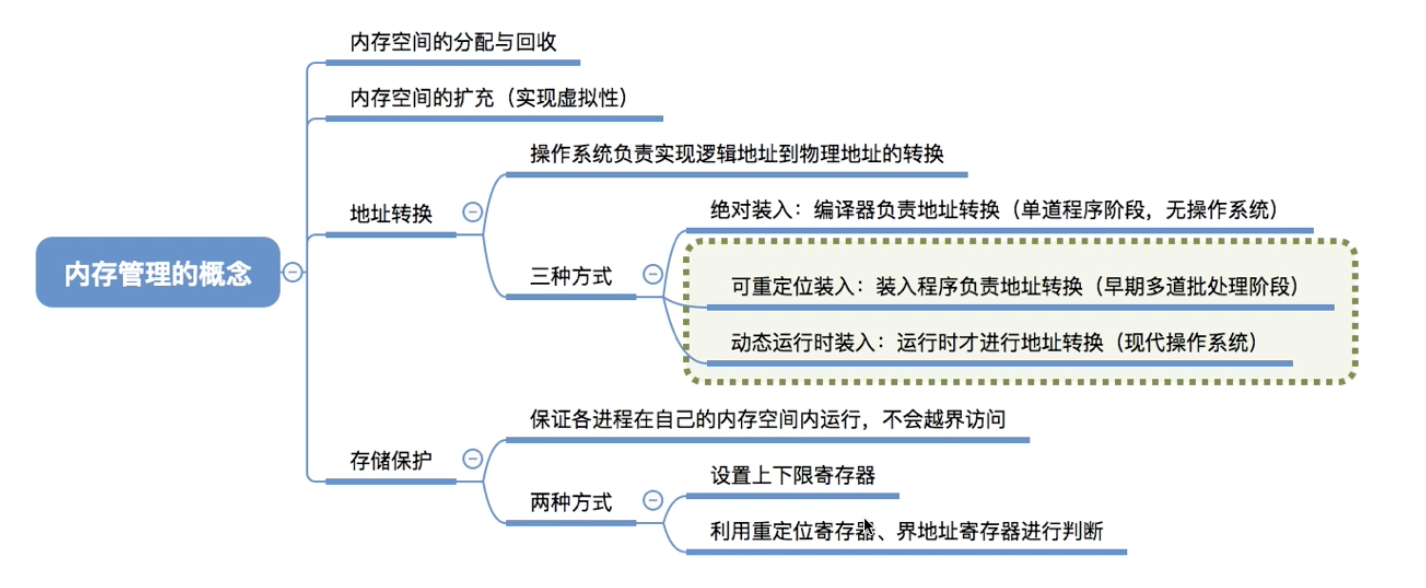 内存管理的概念
内存空间的分配与回收
内存空间的扩充（实现虚拟性）
地址转换
操作系统负责实现逻辑地址到物理地址的转换
三种方式
绝对装入：编译器负责地址转换（单道程序阶段，无操作系统）
可重定位装入：装入程序负责地址转换（早期多道批处理阶段）
动态运行时装入：运行时才进行地址转换（现代操作系统）
存储保护
保证各进程在自己的内存空间内运行，不会越界访问
两种方式
设置上下限寄存器
利用重定位寄存器、界地址寄存器进行判断